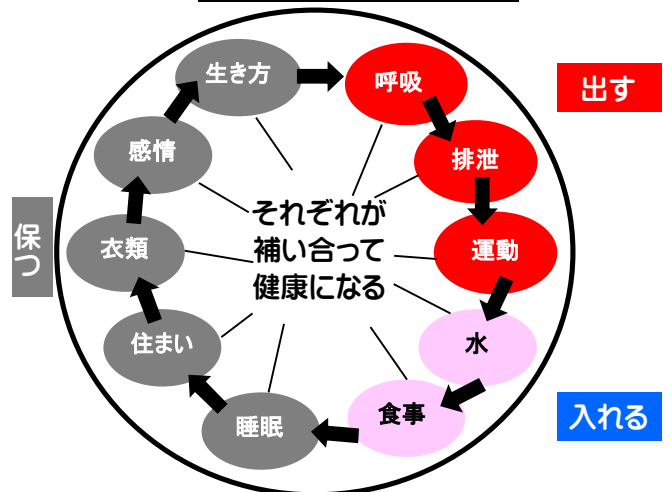 生き方
呼吸
出す
排泄
感情
それぞれが
補い合って
健康になる
保つ
衣類
運動
住まい
水
食事
入れる
睡眠